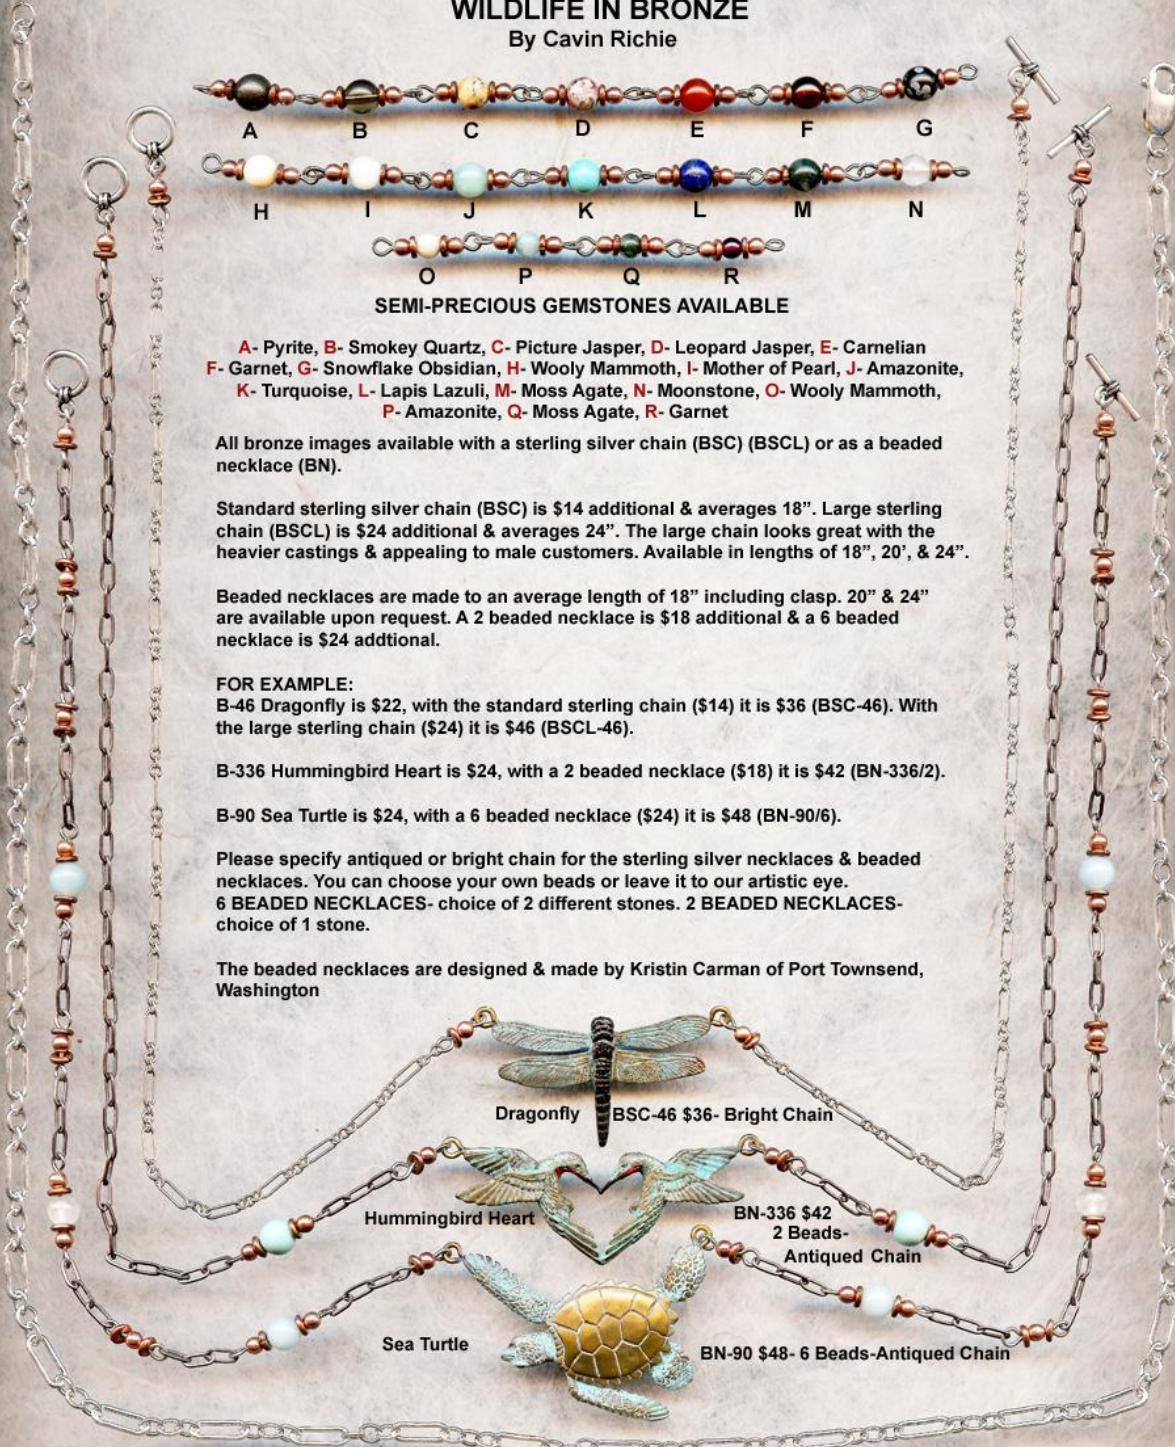 WILDLIFE IN BRONZE
By Cavin Richie
A B C D E F G
H I J K L M N
O P Q R
SEMI-PRECIOUS GEMSTONES AVAILABLE
A- Pyrite, B- Smokey Quartz, C- Picture Jasper, D- Leopard Jasper, E- Carnelian
F- Garnet, G- Snowflake Obsidian, H- Wooly Mammoth, I- Mother of Pearl, J- Amazonite,
K- Turquoise, L- Lapis Lazuli, M- Moss Agate, N- Moonstone, O- Wooly Mammoth,
P- Amazonite, Q- Moss Agate, R- Garnet
All bronze images available with a sterling silver chain (BSC) (BSCL) or as a beaded
necklace (BN).
Standard sterling silver chain (BSC) is $14 additional & averages 18”. Large sterling
chain (BSCL) is $24 additional & averages 24”. The large chain looks great with the
heavier castings & appealing to male customers. Available in lengths of 18”, 20’, & 24”.
Beaded necklaces are made to an average length of 18” including clasp. 20” & 24”
are available upon request. A 2 beaded necklace is $18 additional & a 6 beaded
necklace is $24 addtional.
FOR EXAMPLE:
B-46 Dragonfly is $22, with the standard sterling chain ($14) it is $36 (BSC-46). With
the large sterling chain ($24) it is $46 (BSCL-46).
B-336 Hummingbird Heart is $24, with a 2 beaded necklace ($18) it is $42 (BN-336/2).
B-90 Sea Turtle is $24, with a 6 beaded necklace ($24) it is $48 (BN-90/6).
Please specify antiqued or bright chain for the sterling silver necklaces & beaded
necklaces. You can choose your own beads or leave it to our artistic eye.
6 BEADED NECKLACES- choice of 2 different stones. 2 BEADED NECKLACES-
choice of 1 stone.
The beaded necklaces are designed & made by Kristin Carman of Port Townsend,
Washington
Dragonfly BSC-46 $36- Bright Chain
Hummingbird Heart
BN-336 $42
2 Beads-
Antiqued Chain
Sea Turtle
BN-90 $48- 6 Beads-Antiqued Chain